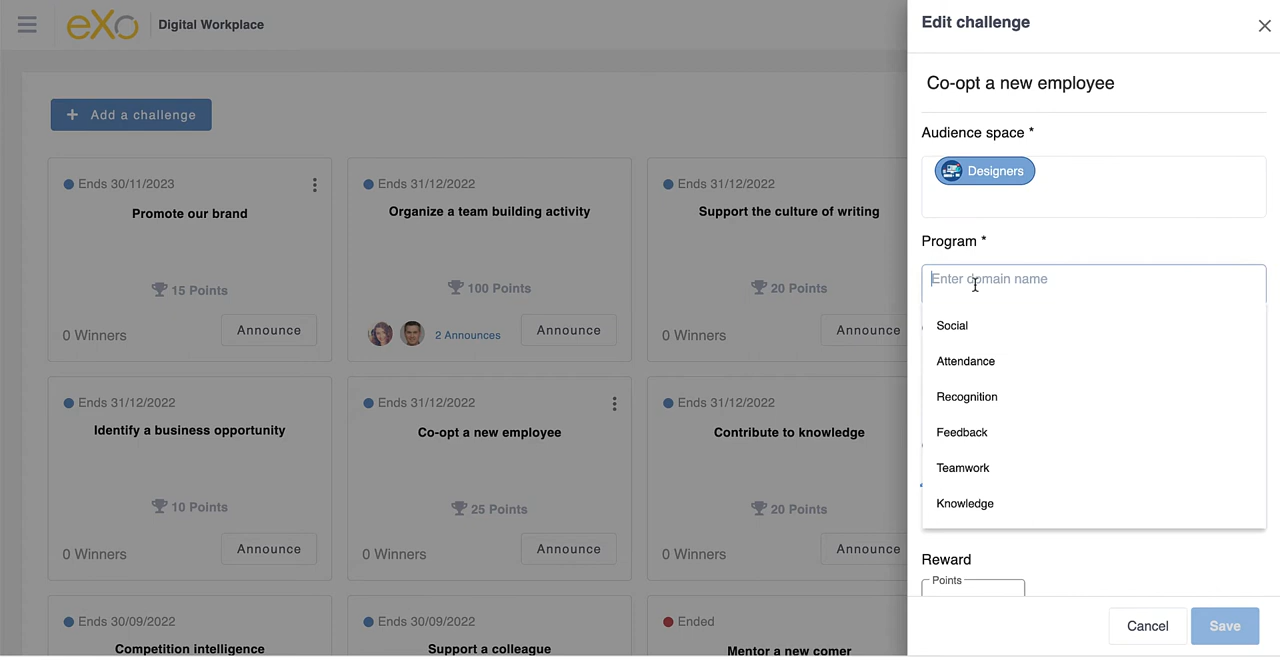 eXo Digital Workplace
+ Add a challenge
Ends 30/11/2023
Promote our brand
15 Points
0 Winners
Announce
Ends 31/12/2022
Organize a team building activity
100 Points
2 Announces
Announce
Ends 31/12/2022
Support the culture of writing
20 Points
0 Winners
Announce
Ends 31/12/2022
Identify a business opportunity
10 Points
0 Winners
Announce
Ends 31/12/2022
Co-opt a new employee
25 Points
0 Winners
Announce
Ends 31/12/2022
Contribute to knowledge
20 Points
0 Winners
Announce
Ends 30/09/2022
Competition intelligence
Ends 30/09/2022
Support a colleague
Ended
Mentor a new comer
Edit challenge
Co-opt a new employee
Audience space *
Designers
Program *
Enter domain name
Social
Attendance
Recognition
Feedback
Teamwork
Knowledge
Reward
Points
Cancel
Save